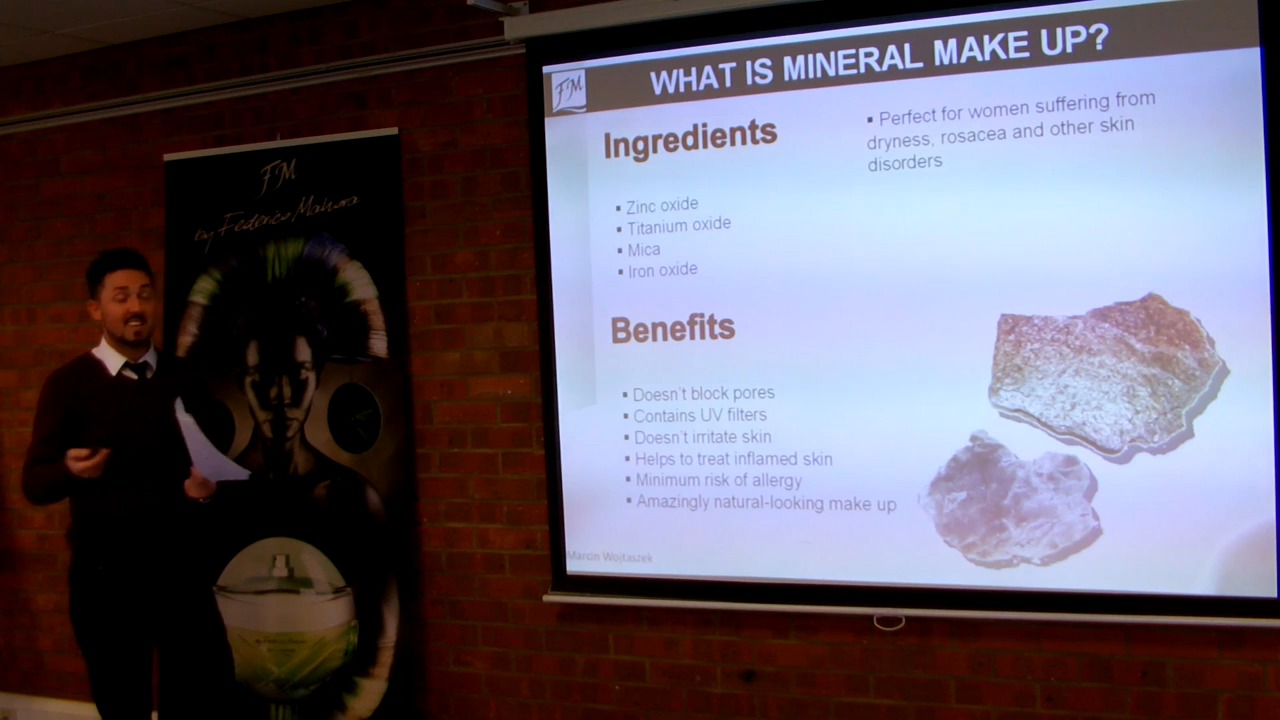 FM
by Federico Mahora
FM
WHAT IS MINERAL MAKE UP?
Ingredients
▪ Zinc oxide
▪ Titanium oxide
▪ Mica
▪ Iron oxide
▪ Perfect for women suffering from
dryness, rosacea and other skin
disorders
Benefits
▪ Doesn't block pores
▪ Contains UV filters
▪ Doesn't irritate skin
▪ Helps to treat inflamed skin
▪ Minimum risk of allergy
▪ Amazingly natural-looking make up
Marcin Wojtaszek